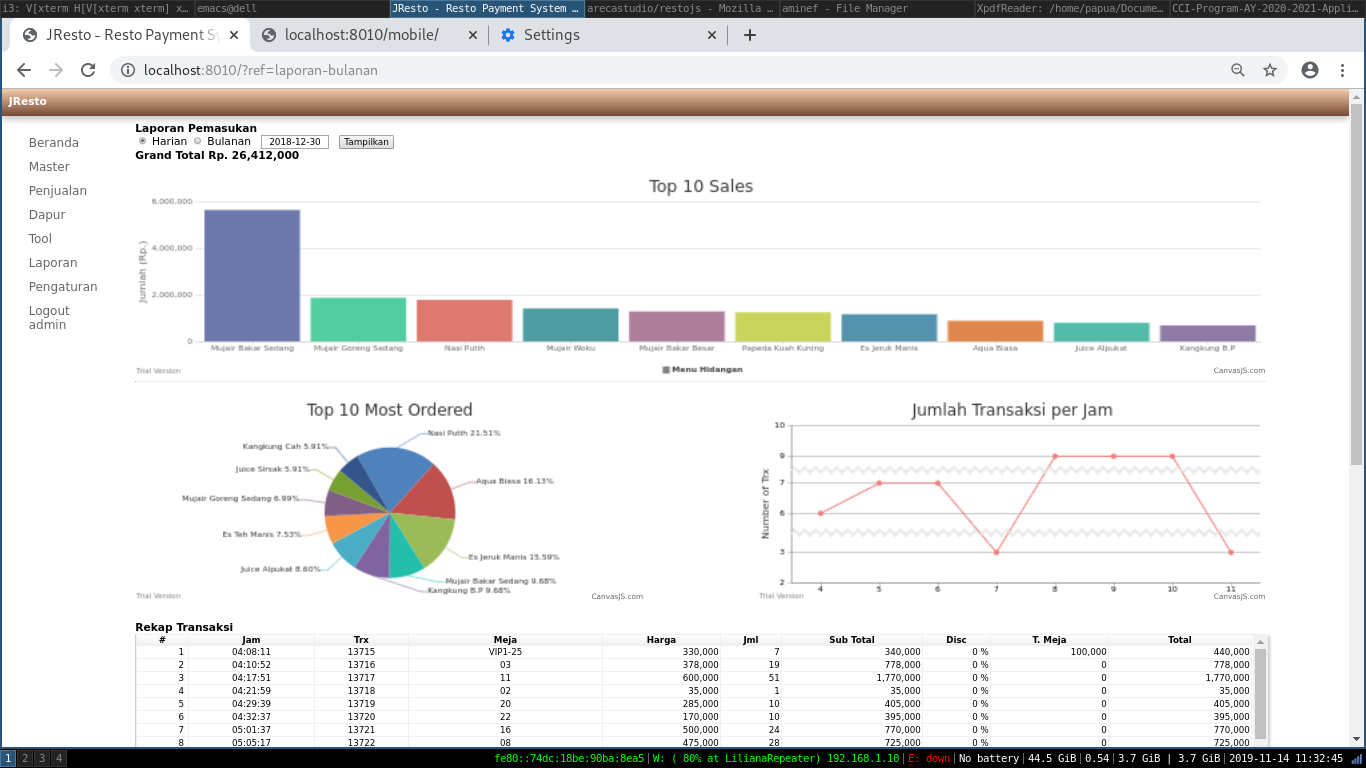 i3: V[xterm H[V[xterm xterm] x…
emacs@dell
JResto - Resto Payment System …
arecastudio/restojs - Mozilla …
aminef - File Manager
XpdfReader: /home/papua/Docume…
CCI-Program-AY-2020-2021-Appli…
JResto - Resto Payment Sy
localhost:8010/mobile/
Settings
localhost:8010/?ref=laporan-bulanan
JResto
Beranda
Master
Penjualan
Dapur
Tool
Laporan
Pengaturan
Logout
admin
Laporan Pemasukan
Harian Bulanan 2018-12-30 Tampilkan
Grand Total Rp. 26,412,000
Top 10 Sales
Jumlah (Rp.)
6,000,000
4,000,000
2,000,000
0
Mujair Bakar Sedang Mujair Goreng Sedang Nasi Putih Mujair Woku Mujair Bakar Besar Papeda Kuah Kuning Es Jeruk Manis Aqua Biasa Juice Alpukat Kangkung B.P
Menu Hidangan
Trial Version CanvasJS.com
Top 10 Most Ordered
Nasi Putih 21.51%
Kangkung Cah 5.91%
Juice Sirsak 5.91%
Aqua Biasa 16.13%
Mujair Goreng Sedang 6.99%
Es Teh Manis 7.53%
Es Jeruk Manis 15.59%
Juice Alpukat 8.60%
Mujair Bakar Sedang 9.68%
Kangkung B.P 9.68%
Trial Version CanvasJS.com
Jumlah Transaksi per Jam
Number of Trx
10
9
7
6
3
2
4 5 6 7 8 9 10 11
Trial Version CanvasJS.com
Rekap Transaksi
# Jam Trx Meja Harga Jml Sub Total Disc T. Meja Total
1 04:08:11 13715 VIP1-25 330,000 7 340,000 0 % 100,000 440,000
2 04:10:52 13716 03 378,000 19 778,000 0 % 0 778,000
3 04:17:51 13717 11 600,000 51 1,770,000 0 % 0 1,770,000
4 04:21:59 13718 02 35,000 1 35,000 0 % 0 35,000
5 04:29:39 13719 20 285,000 10 405,000 0 % 0 405,000
6 04:32:37 13720 22 170,000 10 395,000 0 % 0 395,000
7 05:01:37 13721 16 500,000 24 770,000 0 % 0 770,000
8 05:05:17 13722 08 475,000 28 725,000 0 % 0 725,000
1 2 3 4 fe80::74dc:18be:90ba:8ea5|W: ( 80% at LilianaRepeater) 192.168.1.10|E: down|No battery|44.5 GiB|0.54|3.7 GiB | 3.7 GiB|2019-11-14 11:32:45